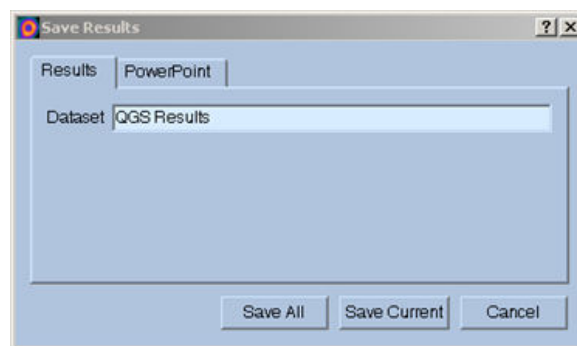 Save Results
Results PowerPoint
Dataset QGS Results
Save All Save Current Cancel